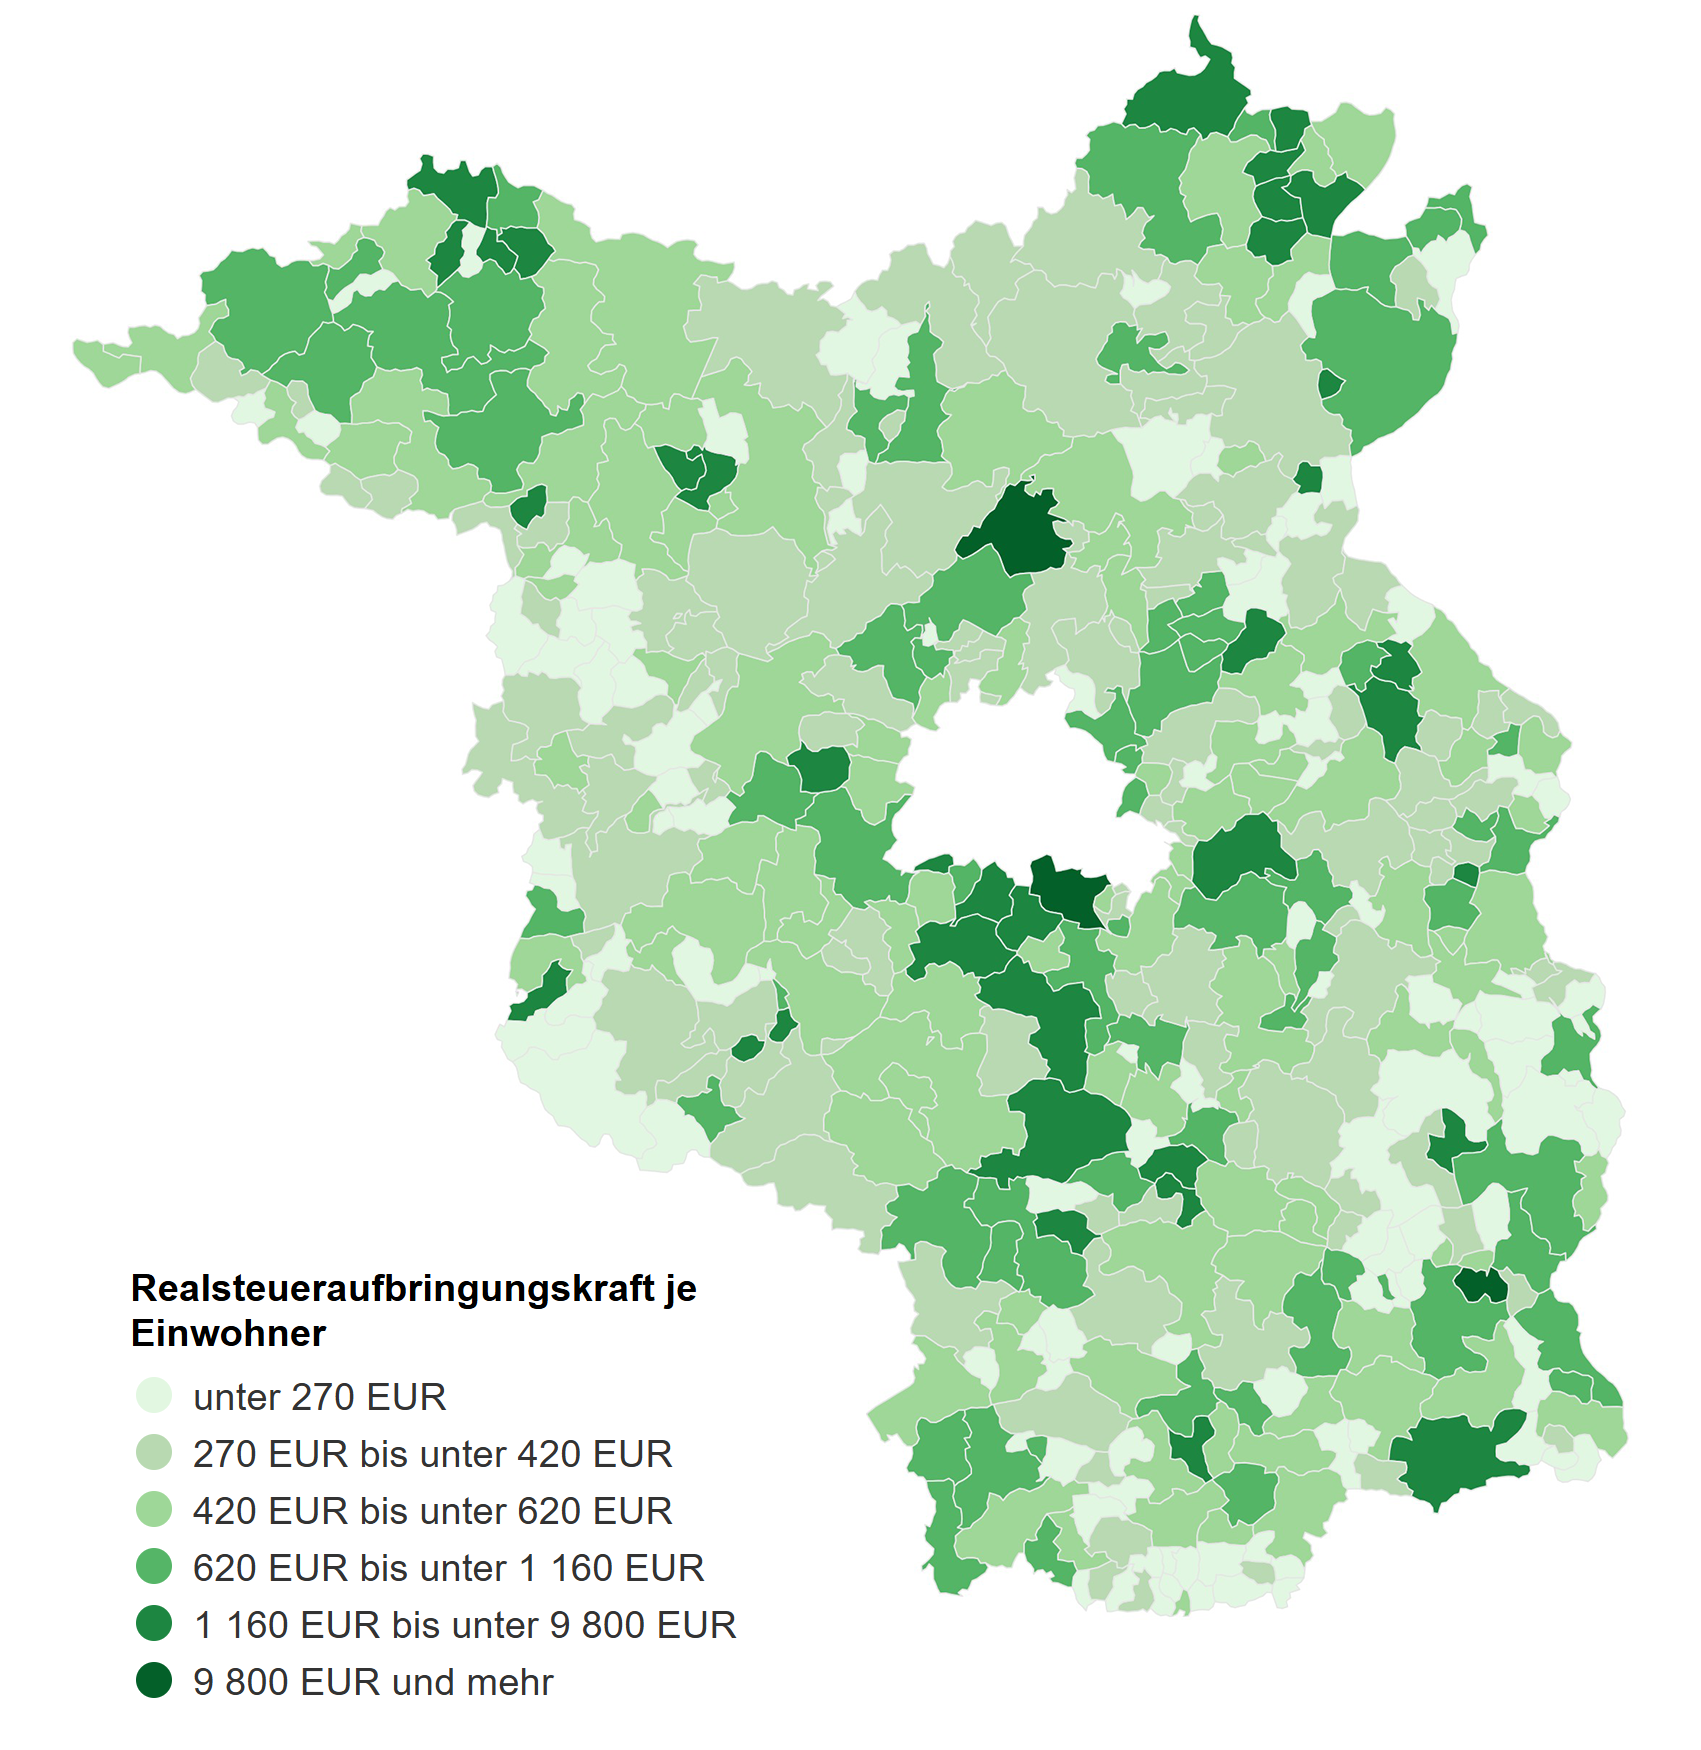 Realsteueraufbringungskraft je
Einwohner
unter 270 EUR
270 EUR bis unter 420 EUR
420 EUR bis unter 620 EUR
620 EUR bis unter 1 160 EUR
1 160 EUR bis unter 9 800 EUR
9 800 EUR und mehr